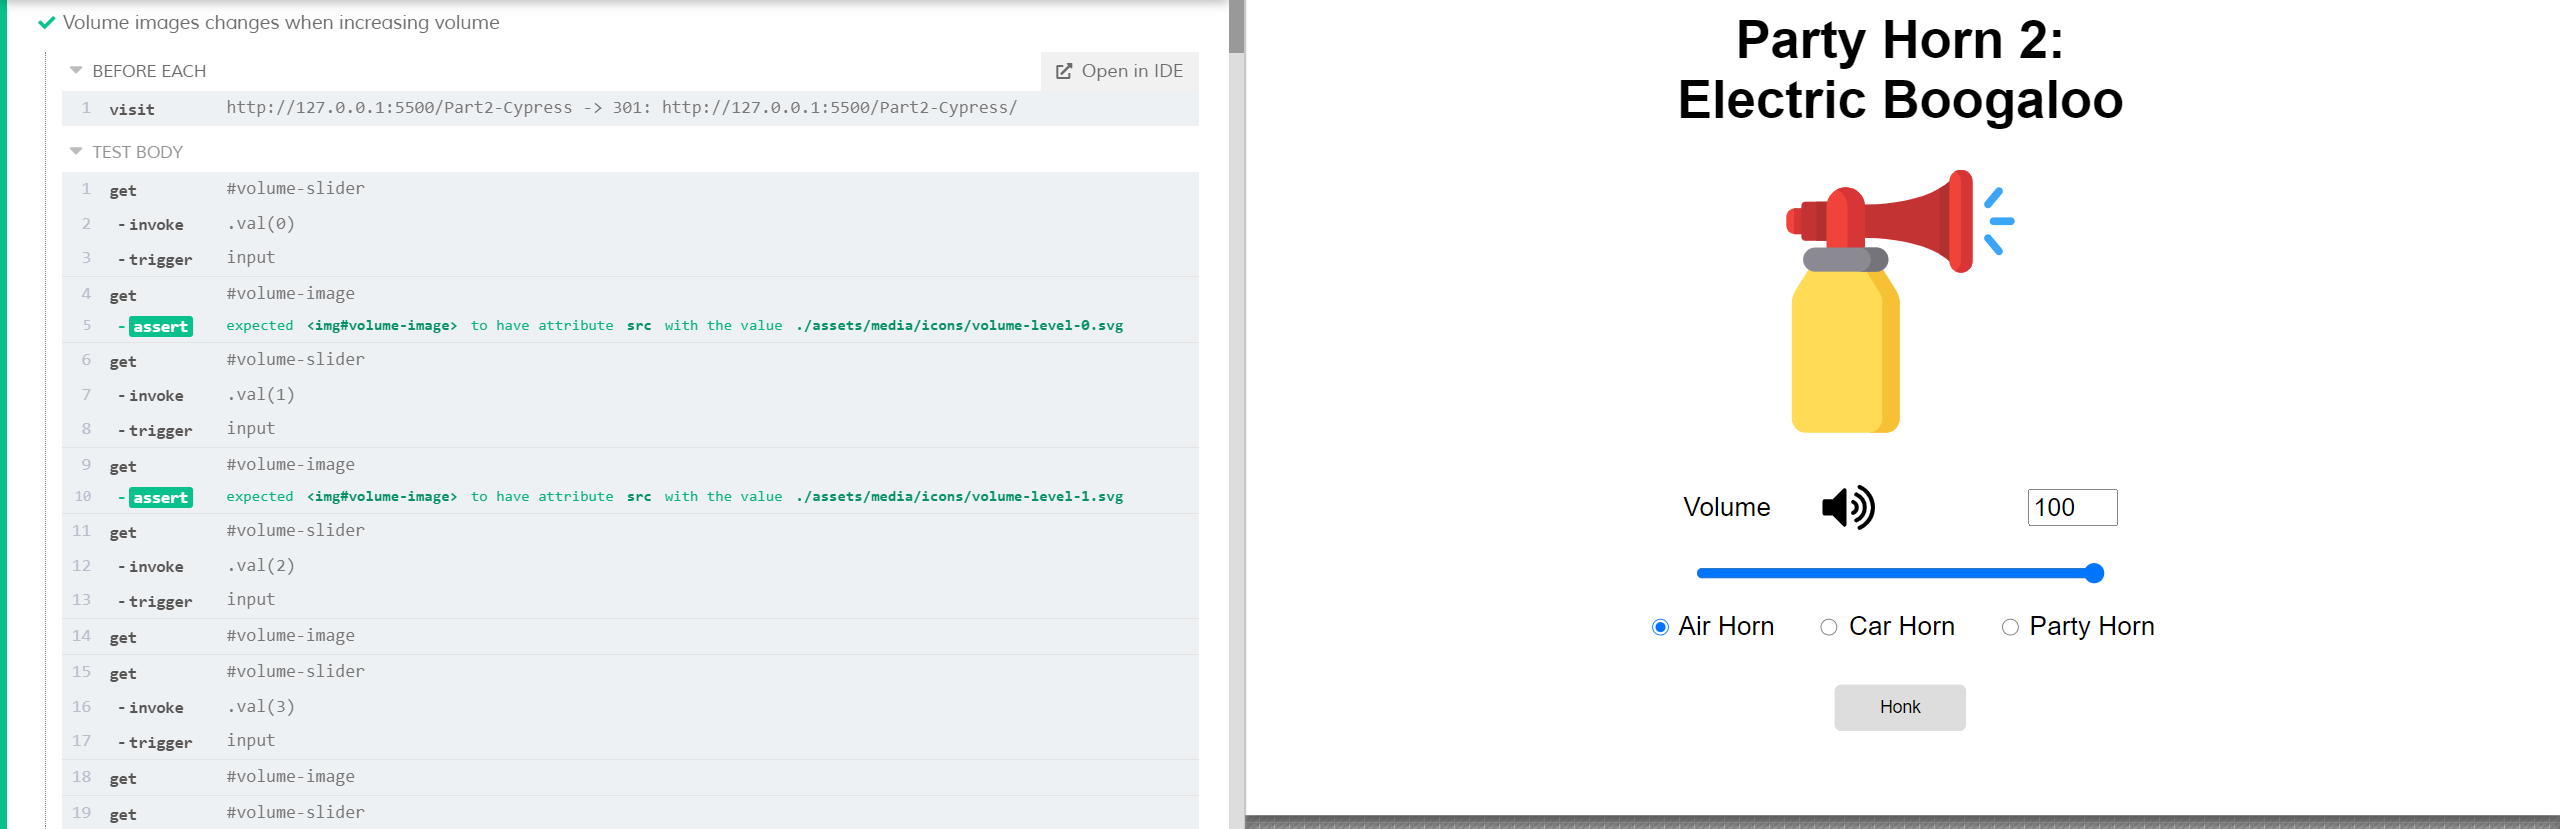 Volume images changes when increasing volume
BEFORE EACH
Open in IDE
1 visit http://127.0.0.1:5500/Part2-Cypress -> 301: http://127.0.0.1:5500/Part2-Cypress/
TEST BODY
1 get #volume-slider
2 -invoke .val(0)
3 -trigger input
4 get #volume-image
5 -assert expected <img#volume-image> to have attribute src with the value ./assets/media/icons/volume-level-0.svg
6 get #volume-slider
7 -invoke .val(1)
8 -trigger input
9 get #volume-image
10 -assert expected <img#volume-image> to have attribute src with the value ./assets/media/icons/volume-level-1.svg
11 get #volume-slider
12 -invoke .val(2)
13 -trigger input
14 get #volume-image
15 get #volume-slider
16 -invoke .val(3)
17 -trigger input
18 get #volume-image
19 get #volume-slider
Party Horn 2:
Electric Boogaloo
Volume 100
Air Horn Car Horn Party Horn
Honk